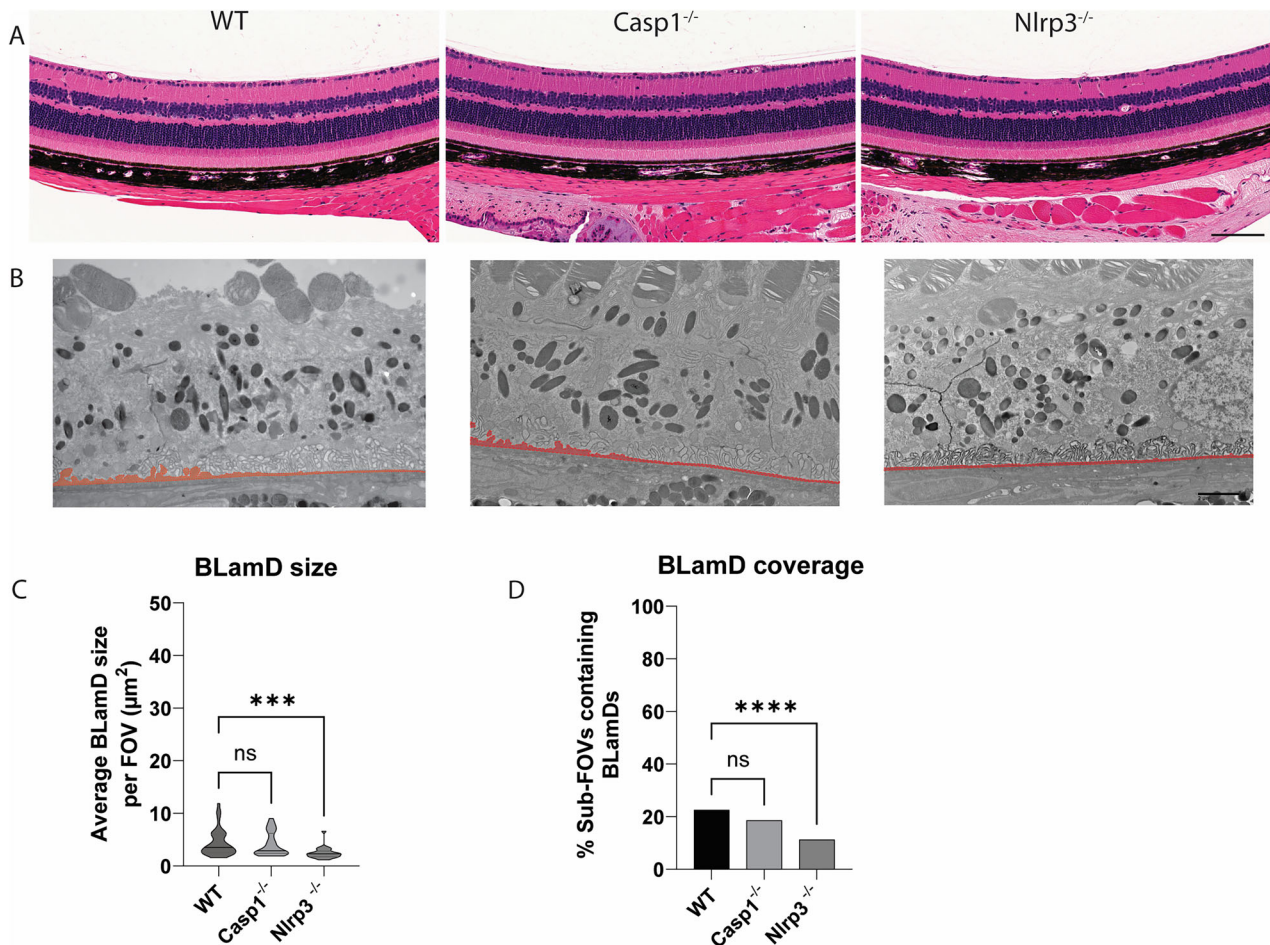 WT Casp1-/- Nlrp3-/-
A
B
C
BLamD size
Average BLamD size
per FOV (µm2)
50
40
30
20
10
0
***
ns
WT Casp1-/- Nlrp3-/-
D
BLamD coverage
% Sub-FOVs containing
BLamDs
100
80
60
40
20
0
****
ns
WT Casp1-/- Nlrp3-/-